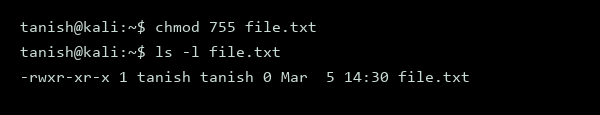 tanish@kali:~$ chmod 755 file.txt
tanish@kali:~$ ls -l file.txt
-rwxr-xr-x 1 tanish tanish 0 Mar  5 14:30 file.txt